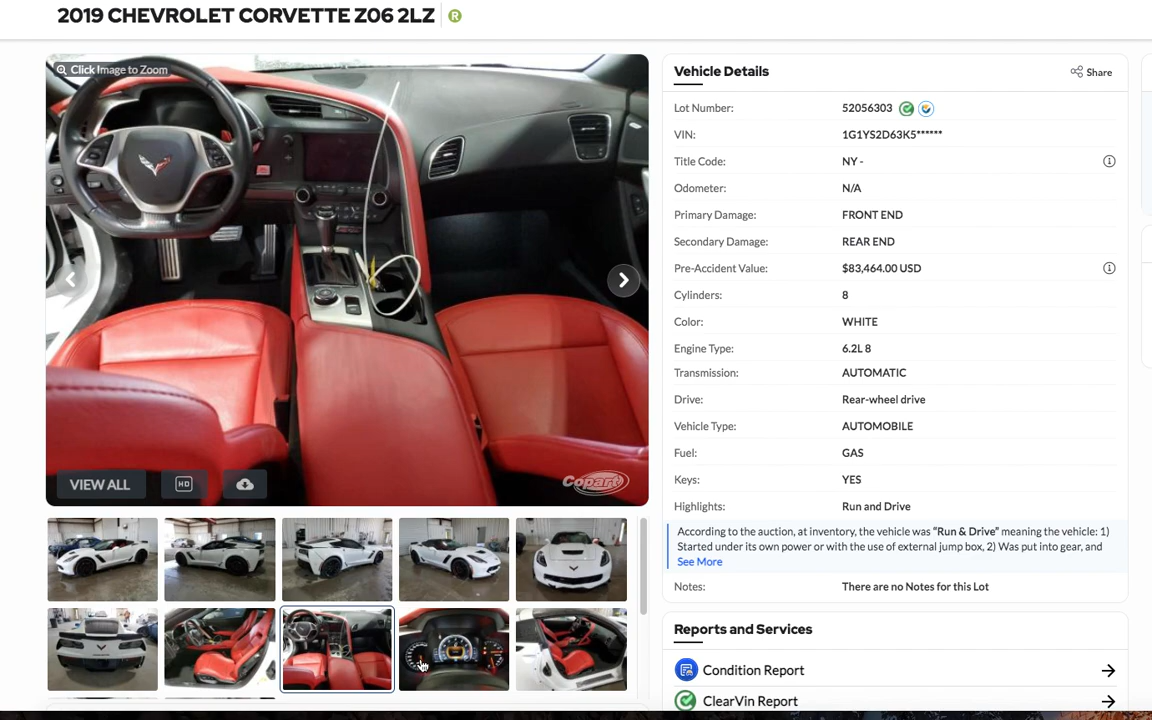 2019 CHEVROLET CORVETTE Z06 2LZ R
Click Image to Zoom
VIEW ALL
HD
Copart
Vehicle Details
Share
Lot Number: 52056303
VIN: 1G1YS2D63K5******
Title Code: NY -
Odometer: N/A
Primary Damage: FRONT END
Secondary Damage: REAR END
Pre-Accident Value: $83,464.00 USD
Cylinders: 8
Color: WHITE
Engine Type: 6.2L 8
Transmission: AUTOMATIC
Drive: Rear-wheel drive
Vehicle Type: AUTOMOBILE
Fuel: GAS
Keys: YES
Highlights: Run and Drive
According to the auction, at inventory, the vehicle was "Run & Drive" meaning the vehicle: 1)
Started under its own power or with the use of external jump box, 2) Was put into gear, and
See More
Notes: There are no Notes for this Lot
Reports and Services
Condition Report
ClearVin Report